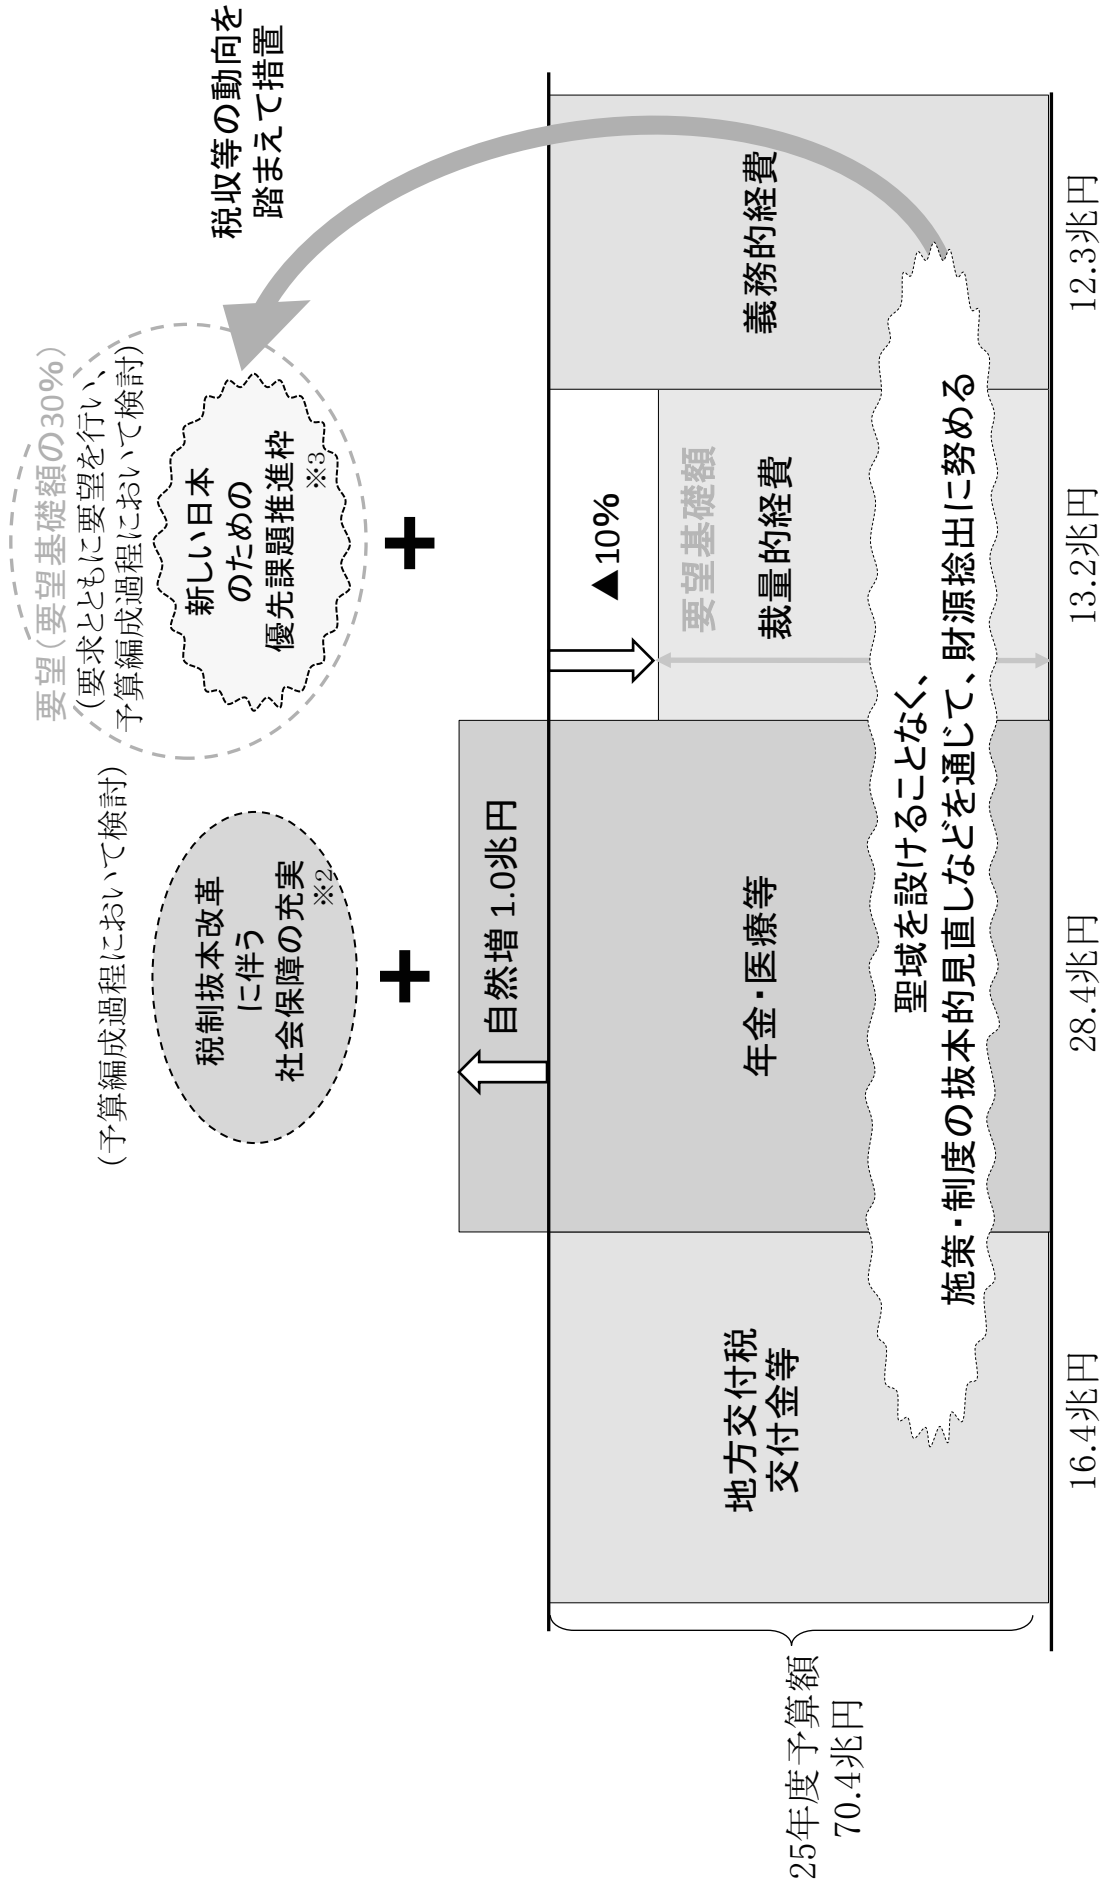 要望(要望基礎額の30%)
(要求とともに要望を行い、
予算編成過程において検討)
(予算編成過程において検討)
税収等の動向を
踏まえて措置
税制抜本改革
に伴う
社会保障の充実
※2
新しい日本
のための
優先課題推進枠
※3
+
+
自然増 1.0兆円
▲10%
要望基礎額
25年度予算額
70.4兆円
地方交付税
交付金等
年金・医療等
裁量的経費
義務的経費
聖域を設けることなく、
施策・制度の抜本的見直しなどを通じて、財源捻出に努める
16.4兆円
28.4兆円
13.2兆円
12.3兆円